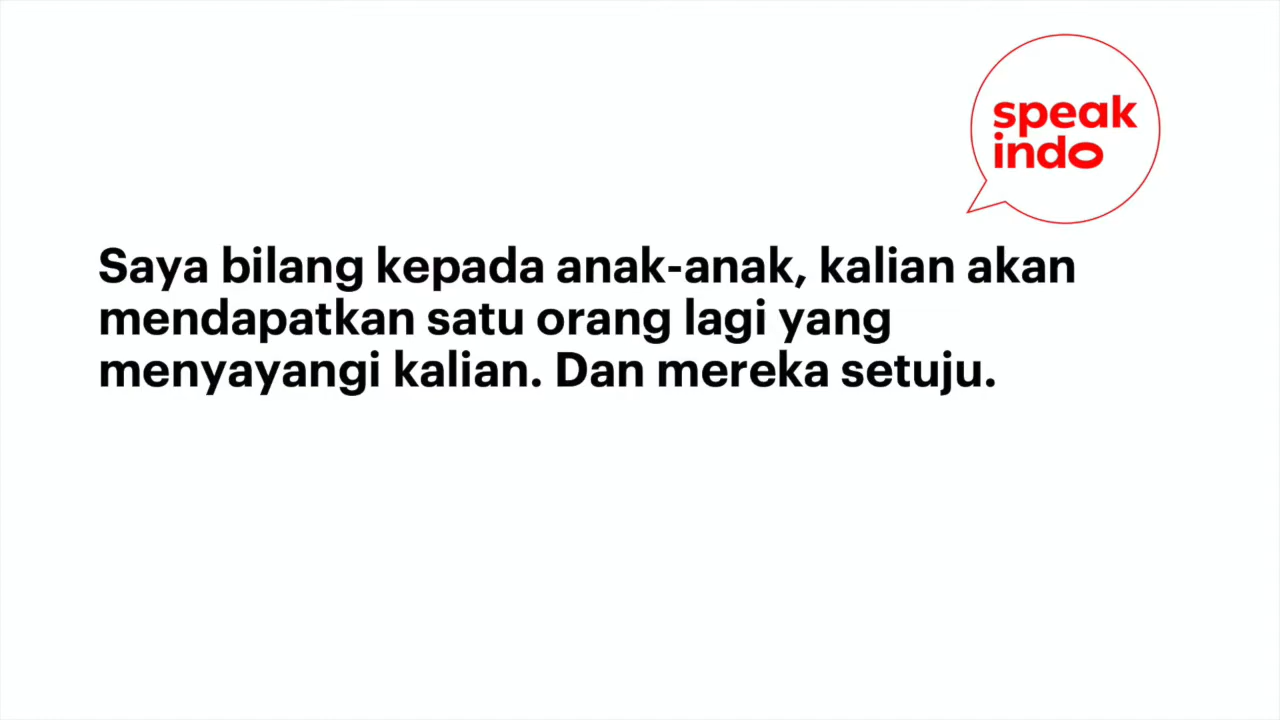 speak
indo
Saya bilang kepada anak-anak, kalian akan
mendapatkan satu orang lagi yang
menyayangi kalian. Dan mereka setuju.